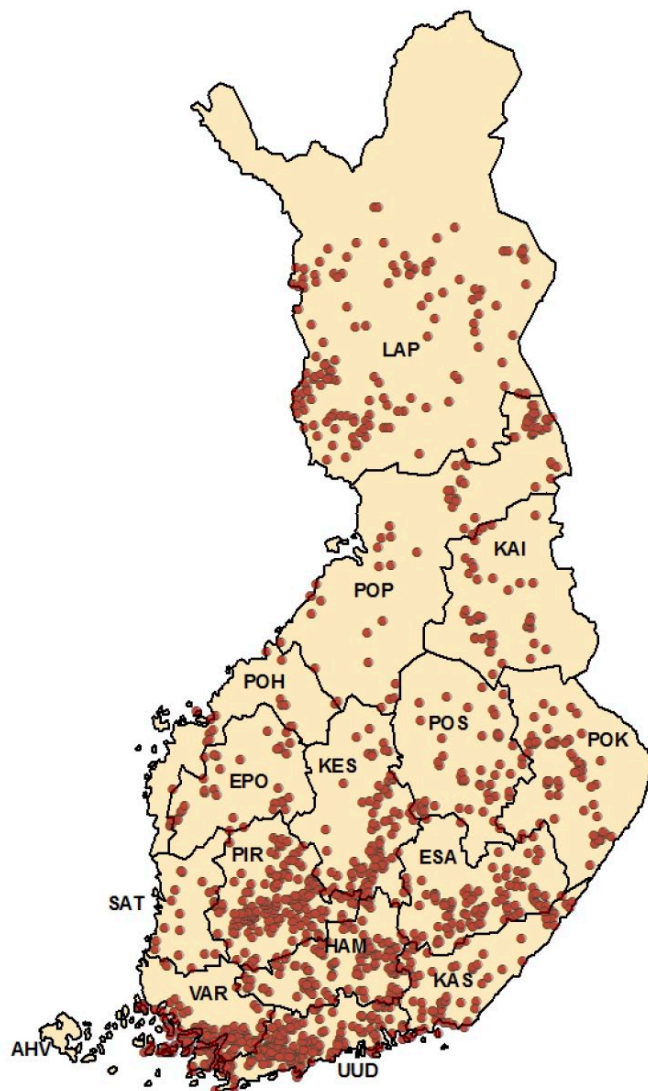 LAP
KAI
POP
POH
POS
POK
KES
EPO
PIR
ESA
SAT
HAM
KAS
VAR
AHV
UUD